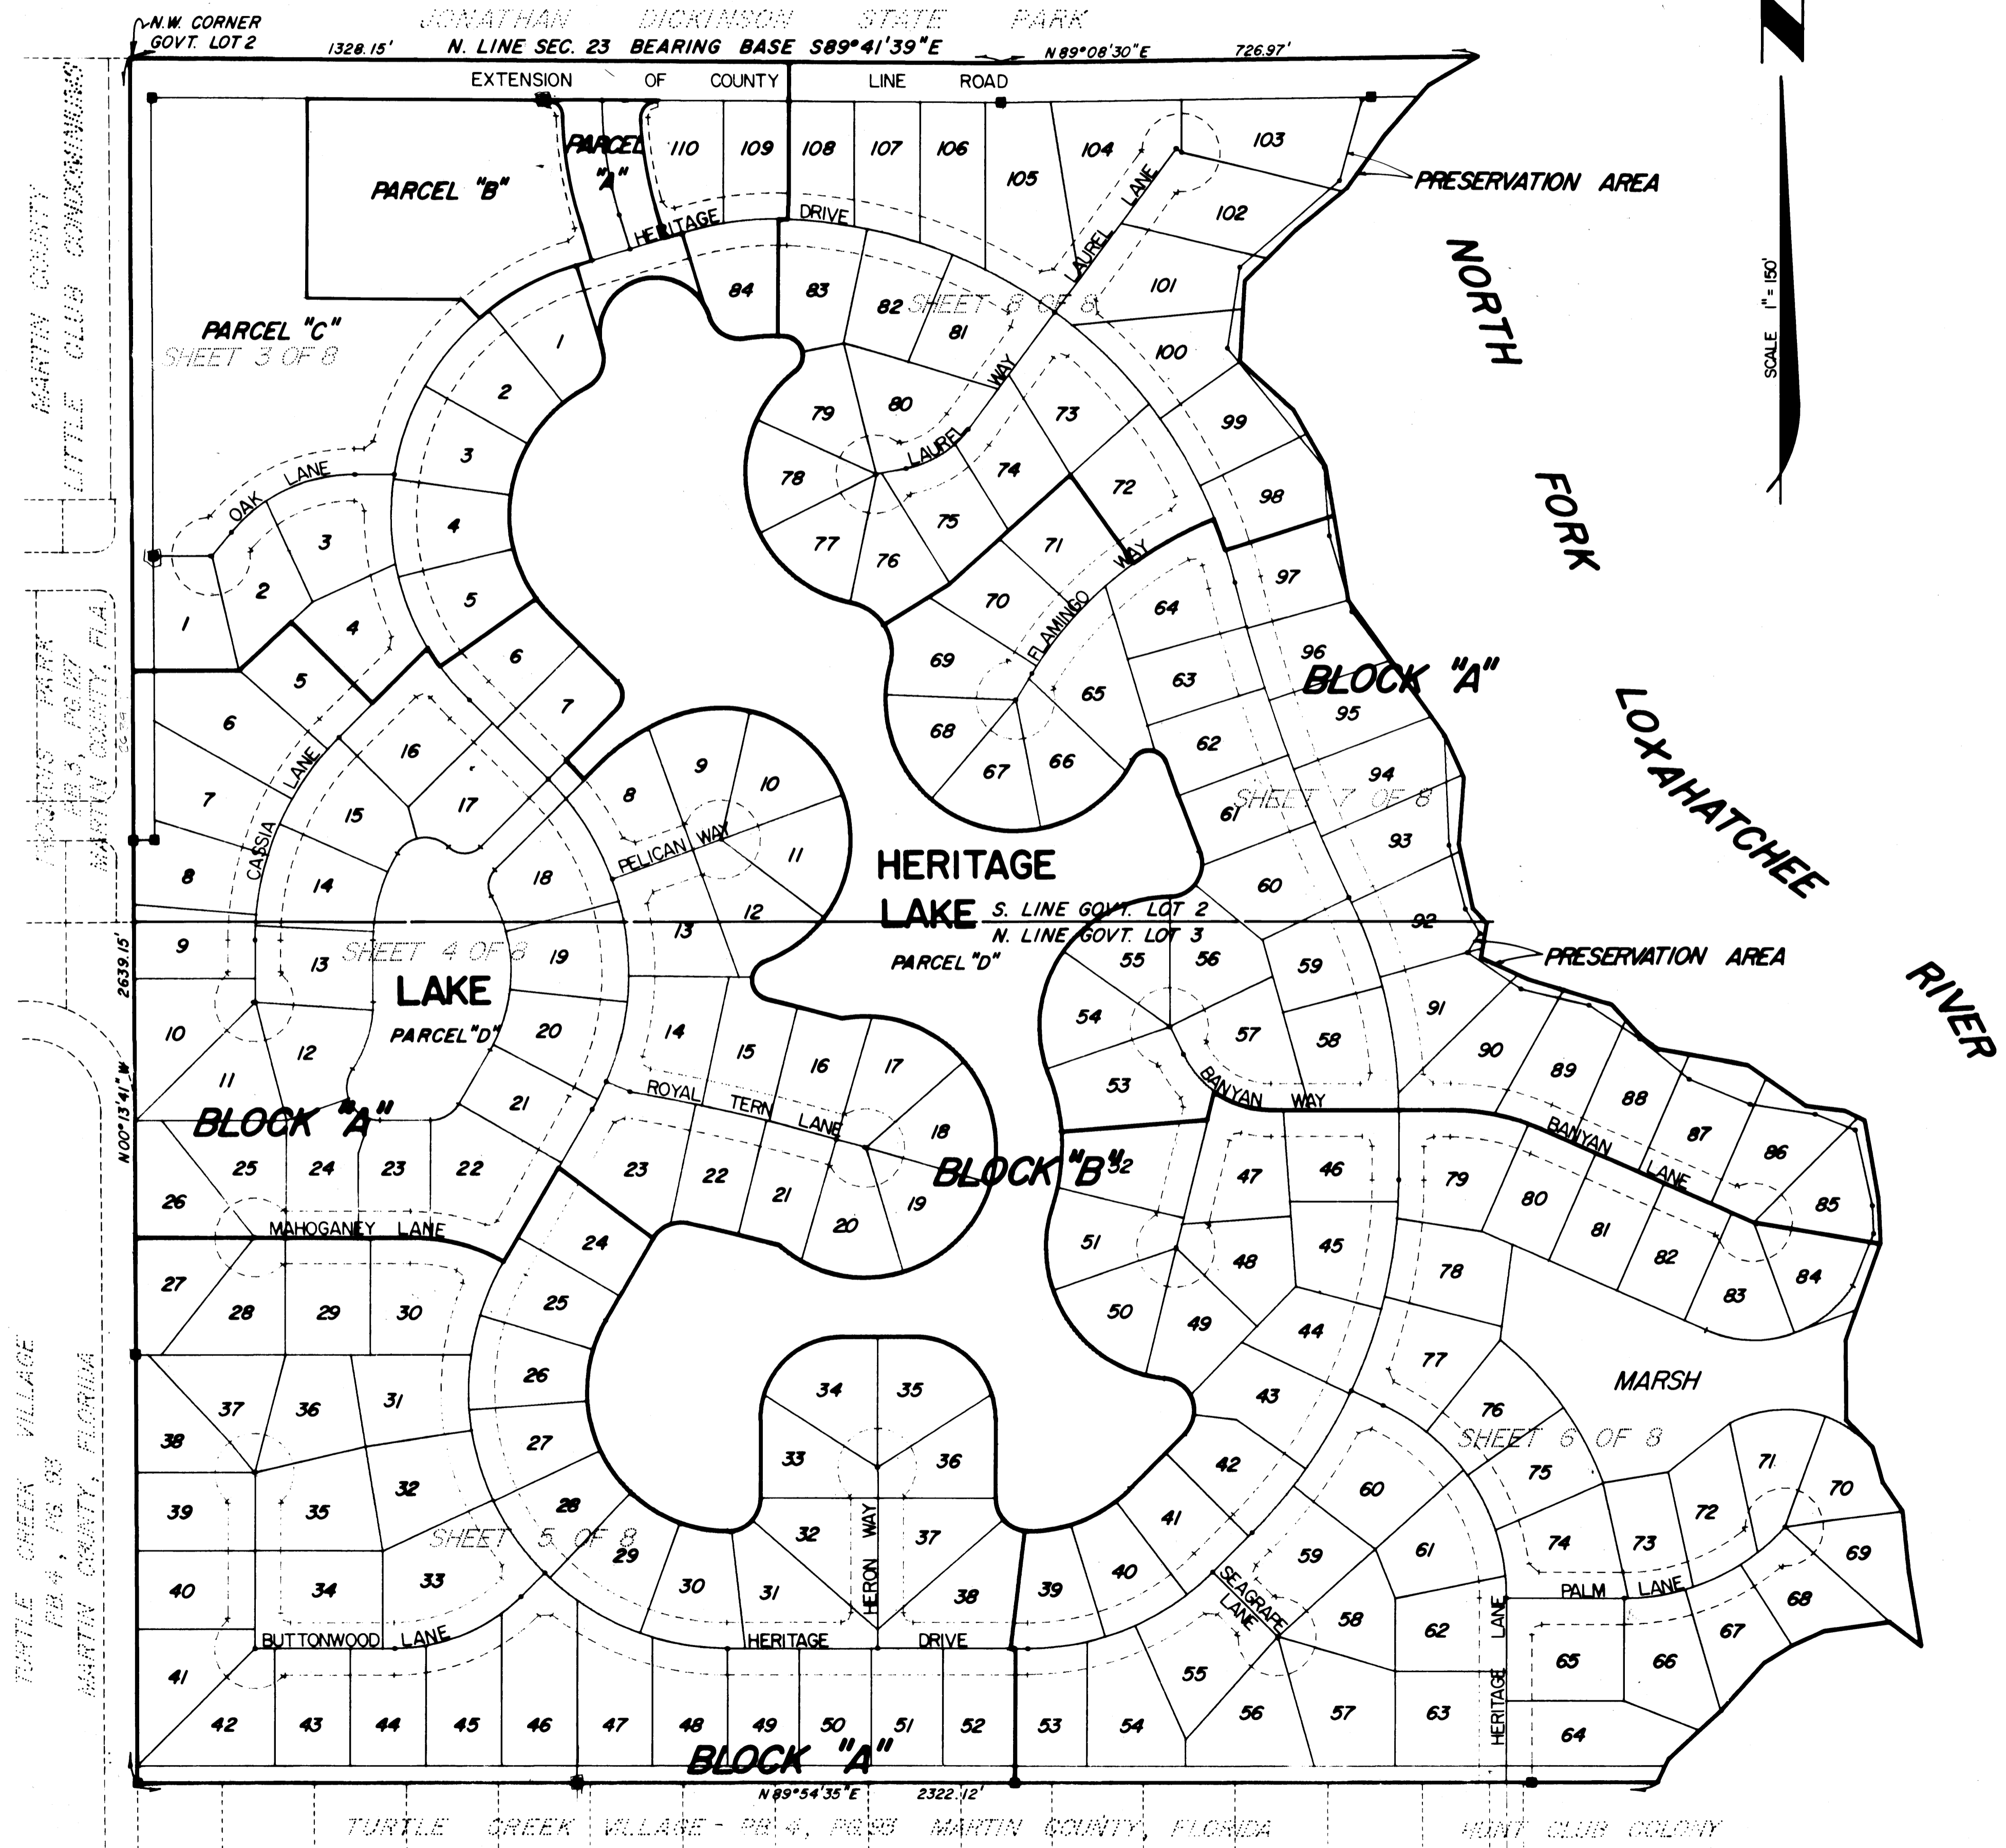 JONATHAN DICKINSON STATE PARK
N.W. CORNER
GOVT. LOT 2
1328.15' N. LINE SEC. 23 BEARING BASE S89°41'39"E N89°08'30"E 726.97'
EXTENSION OF COUNTY LINE ROAD
MARTIN COUNTY
LITTLE CLUB CONDOMINIUMS
PARCEL "B"
PARCEL "A"
110 109 108 107 106 105 104 103
PRESERVATION AREA
HERITAGE DRIVE
LAUREL LANE
102
101
100
99
98
97
PARCEL "C"
SHEET 3 OF 8
SHEET 8 OF 8
84 83 82 81
80 79 78 77 76 75 74 73 72
LAUREL WAY
1
2
3
4
5
6
7
OAK LANE
1 2 3 4
5
6
7
8
9
10
11
CASSIA LANE
16 17 15 14 13 12
71 70 69 68 67 66 65 64 63 62 61 60
FLAMINGO WAY
96
BLOCK "A"
95
94
SHEET 7 OF 8
93
92
NORTH
FORK
LOXAHATCHEE
RIVER
SCALE 1" = 150'
8 9 10 11 12 13
PELICAN WAY
18 19 20 21
HERITAGE
LAKE
PARCEL "D"
S. LINE GOVT. LOT 2
N. LINE GOVT. LOT 3
SHEET 4 OF 8
LAKE
PARCEL "D"
2639.15'
N00°13'41"W
BLOCK "A"
55 56 59 58 57 54 53
BANYAN WAY
PRESERVATION AREA
91 90 89 88 87 86 85
BANYAN LANE
79 80 81 82 83 84
14 15 16 17 18 19
ROYAL TERN LANE
23 22 21 20
BLOCK "B"
52 51 50 49 48 47 46 45 44
26 25 24 23 22
MAHOGANEY LANE
27 28 29 30
24 25 26 27 28 29 30 31 32
78 77 76 75
MARSH
SHEET 6 OF 8
38 37 36 31
39 35 32
40 34 33
SHEET 5 OF 8
34 35
33 36
37 38
HERON WAY
43 42 41 40 39
60 59 61 58 62
SEAGRAPE LANE
74 73 72 71 70 69 68 67 66 65 64
PALM LANE
HERITAGE LANE
HERITAGE LANE
BUTTONWOOD LANE
HERITAGE DRIVE
41 42 43 44 45 46 47 48 49 50 51 52 53 54 55 56 57 63
BLOCK "A"
N89°54'35"E 2322.12'
TURTLE CREEK VILLAGE
PB 4, PG 93
MARTIN COUNTY, FLORIDA
TURTLE CREEK VILLAGE - PB 4, PG 93 MARTIN COUNTY, FLORIDA
HUNT CLUB COLONY